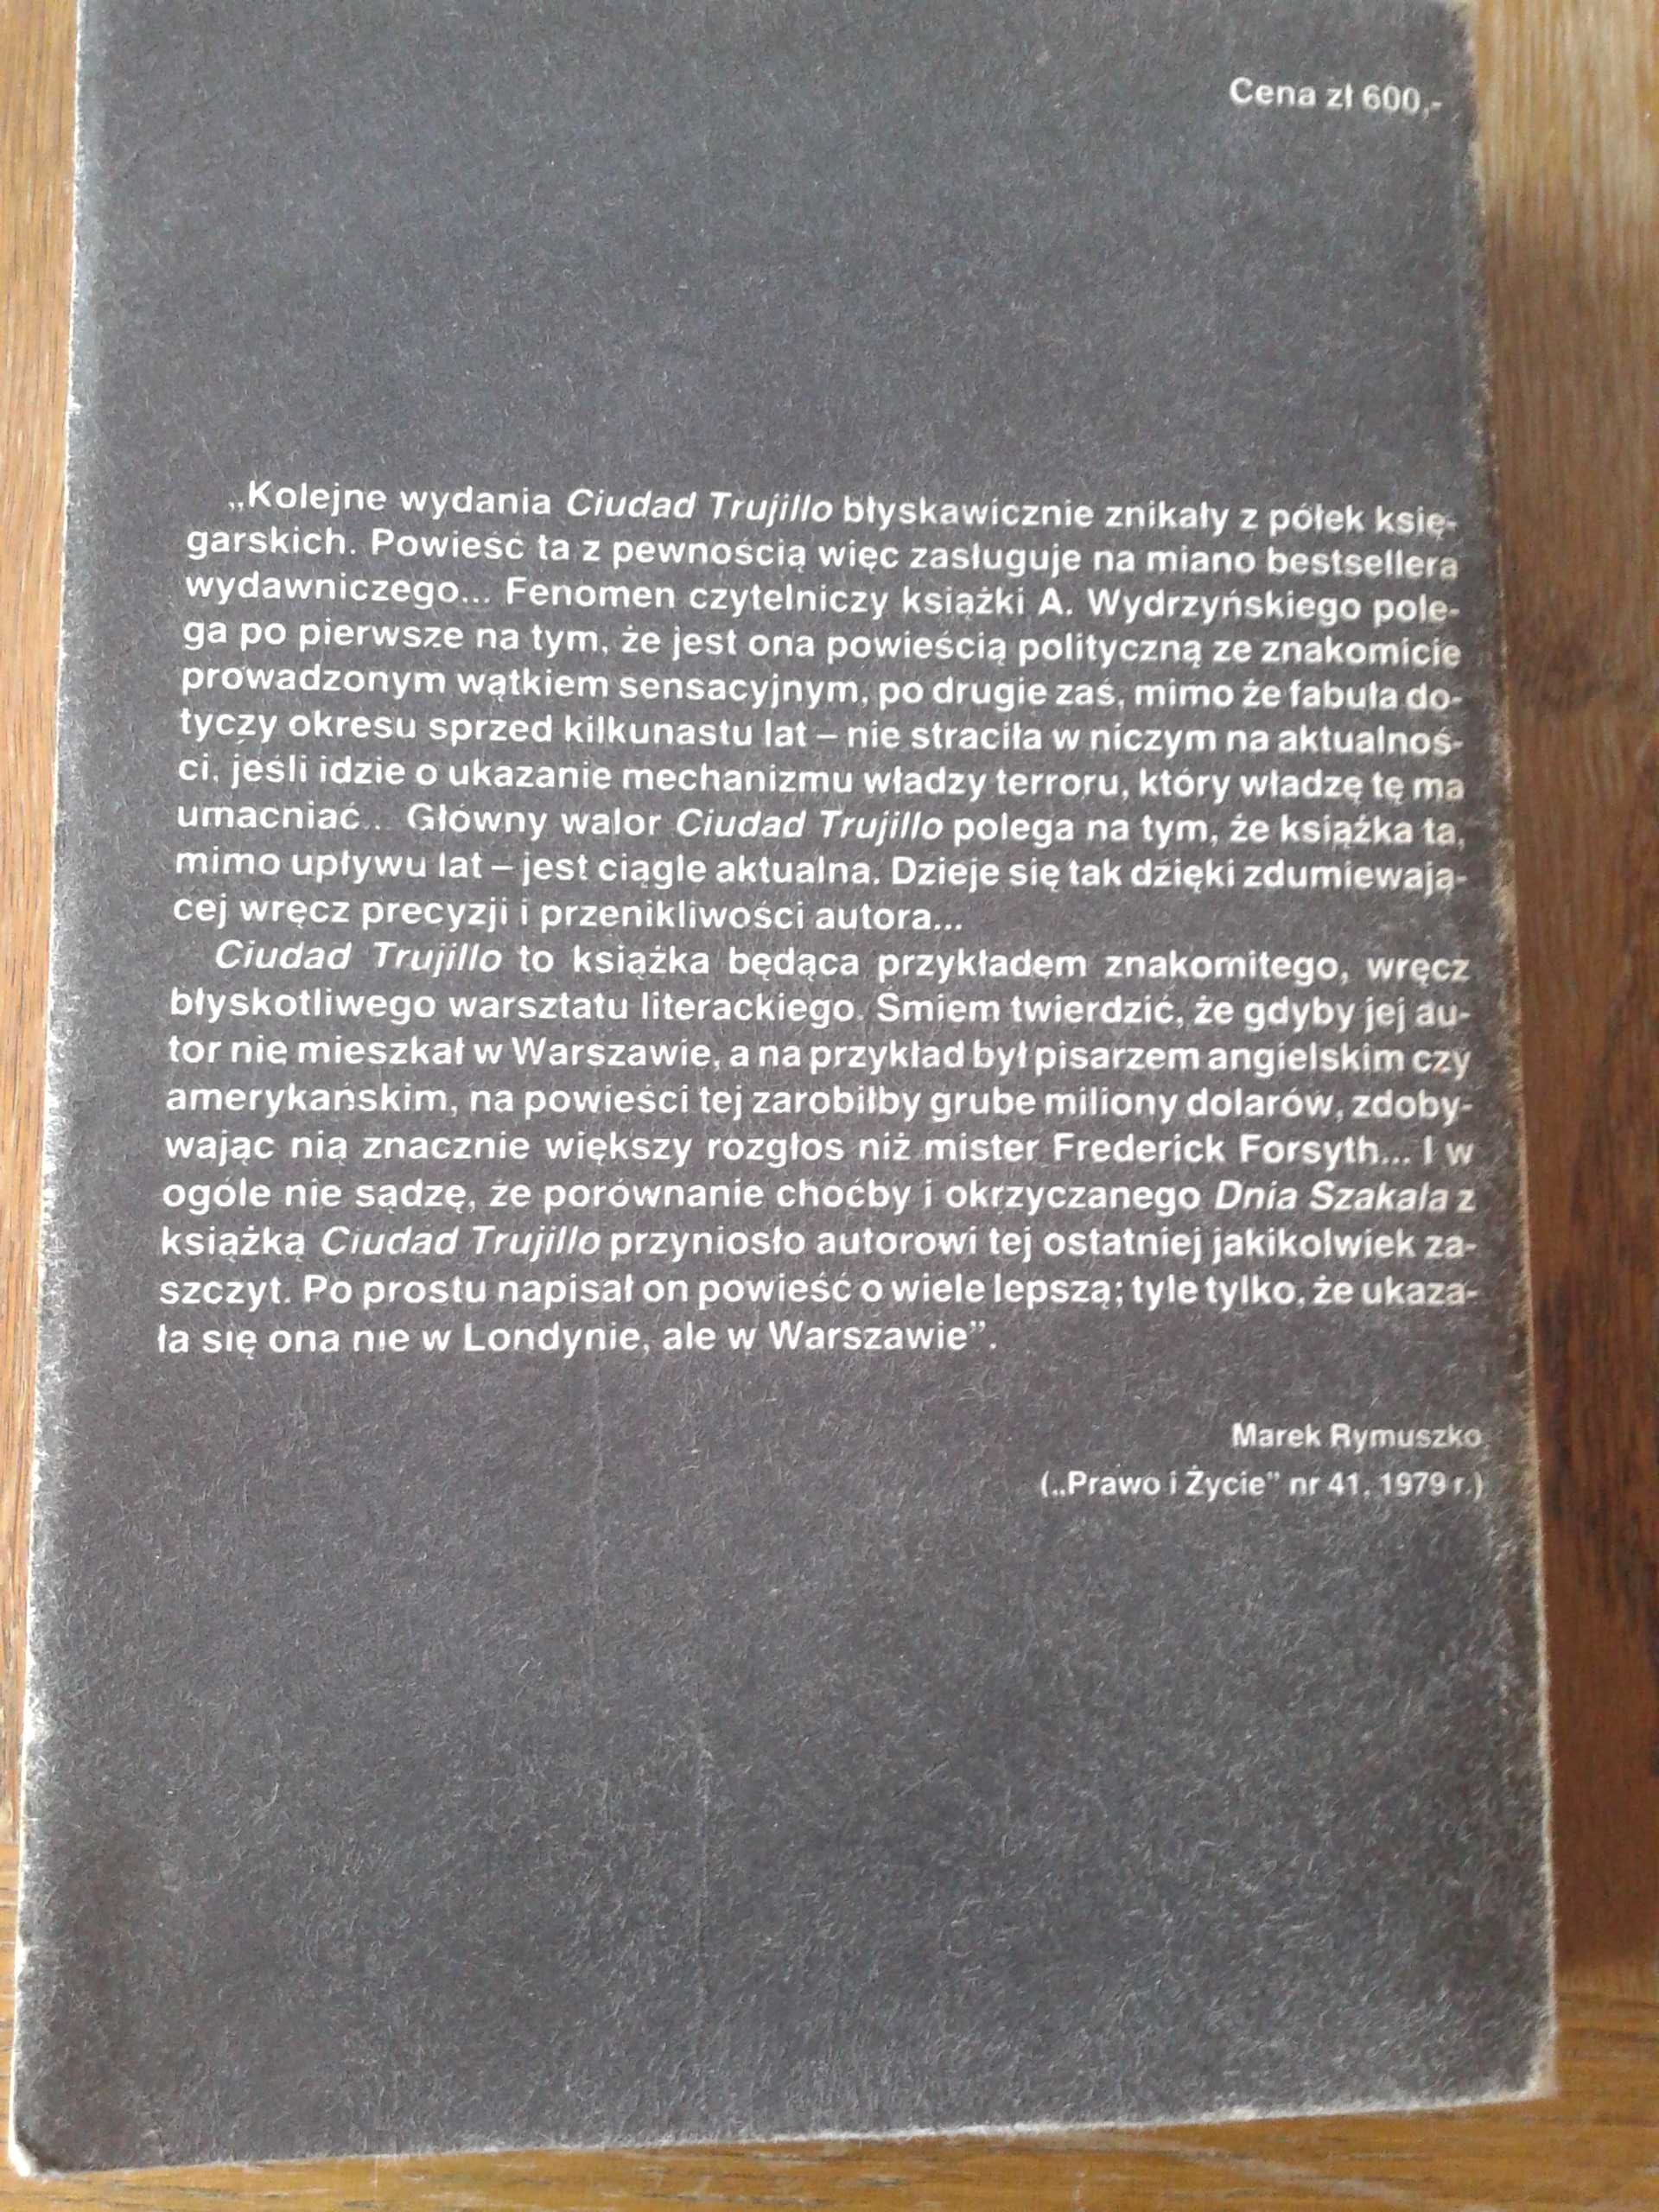 Cena zł 600,-
„Kolejne wydania Ciudad Trujillo błyskawicznie znikały z półek księ-
garskich. Powieść ta z pewnością więc zasługuje na miano bestsellera
wydawniczego... Fenomen czytelniczy książki A. Wydrzyńskiego pole-
ga po pierwsze na tym, że jest ona powieścią polityczną ze znakomicie
prowadzonym wątkiem sensacyjnym, po drugie zaś, mimo że fabuła do-
tyczy okresu sprzed kilkunastu lat – nie straciła w niczym na aktualnoś-
ci, jeśli idzie o ukazanie mechanizmu władzy terroru, który władzę tę ma
umacniać... Główny walor Ciudad Trujillo polega na tym, że książka ta,
mimo upływu lat – jest ciągle aktualna. Dzieje się tak dzięki zdumiewają-
cej wręcz precyzji i przenikliwości autora...
Ciudad Trujillo to książka będąca przykładem znakomitego, wręcz
błyskotliwego warsztatu literackiego. Śmiem twierdzić, że gdyby jej au-
tor nie mieszkał w Warszawie, a na przykład był pisarzem angielskim czy
amerykańskim, na powieści tej zarobiłby grube miliony dolarów, zdoby-
wając nią znacznie większy rozgłos niż mister Frederick Forsyth... I w
ogóle nie sądzę, że porównanie choćby i okrzyczanego Dnia Szakala z
książką Ciudad Trujillo przyniosło autorowi tej ostatniej jakikolwiek za-
szczyt. Po prostu napisał on powieść o wiele lepszą; tyle tylko, że ukaza-
ła się ona nie w Londynie, ale w Warszawie”.
Marek Rymuszko
(„Prawo i Życie” nr 41, 1979 r.)